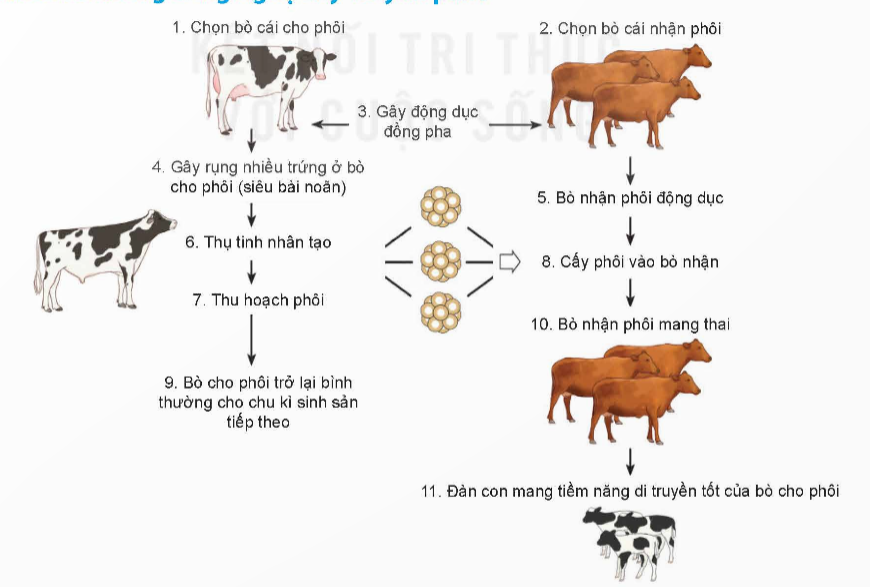 1. Chọn bò cái cho phôi
2. Chọn bò cái nhận phôi
3. Gây động dục
đồng pha
4. Gây rụng nhiều trứng ở bò
cho phôi (siêu bài noãn)
5. Bò nhận phôi động dục
6. Thụ tinh nhân tạo
7. Thu hoạch phôi
8. Cấy phôi vào bò nhận
9. Bò cho phôi trở lại bình
thường cho chu kì sinh sản
tiếp theo
10. Bò nhận phôi mang thai
11. Đàn con mang tiềm năng di truyền tốt của bò cho phôi